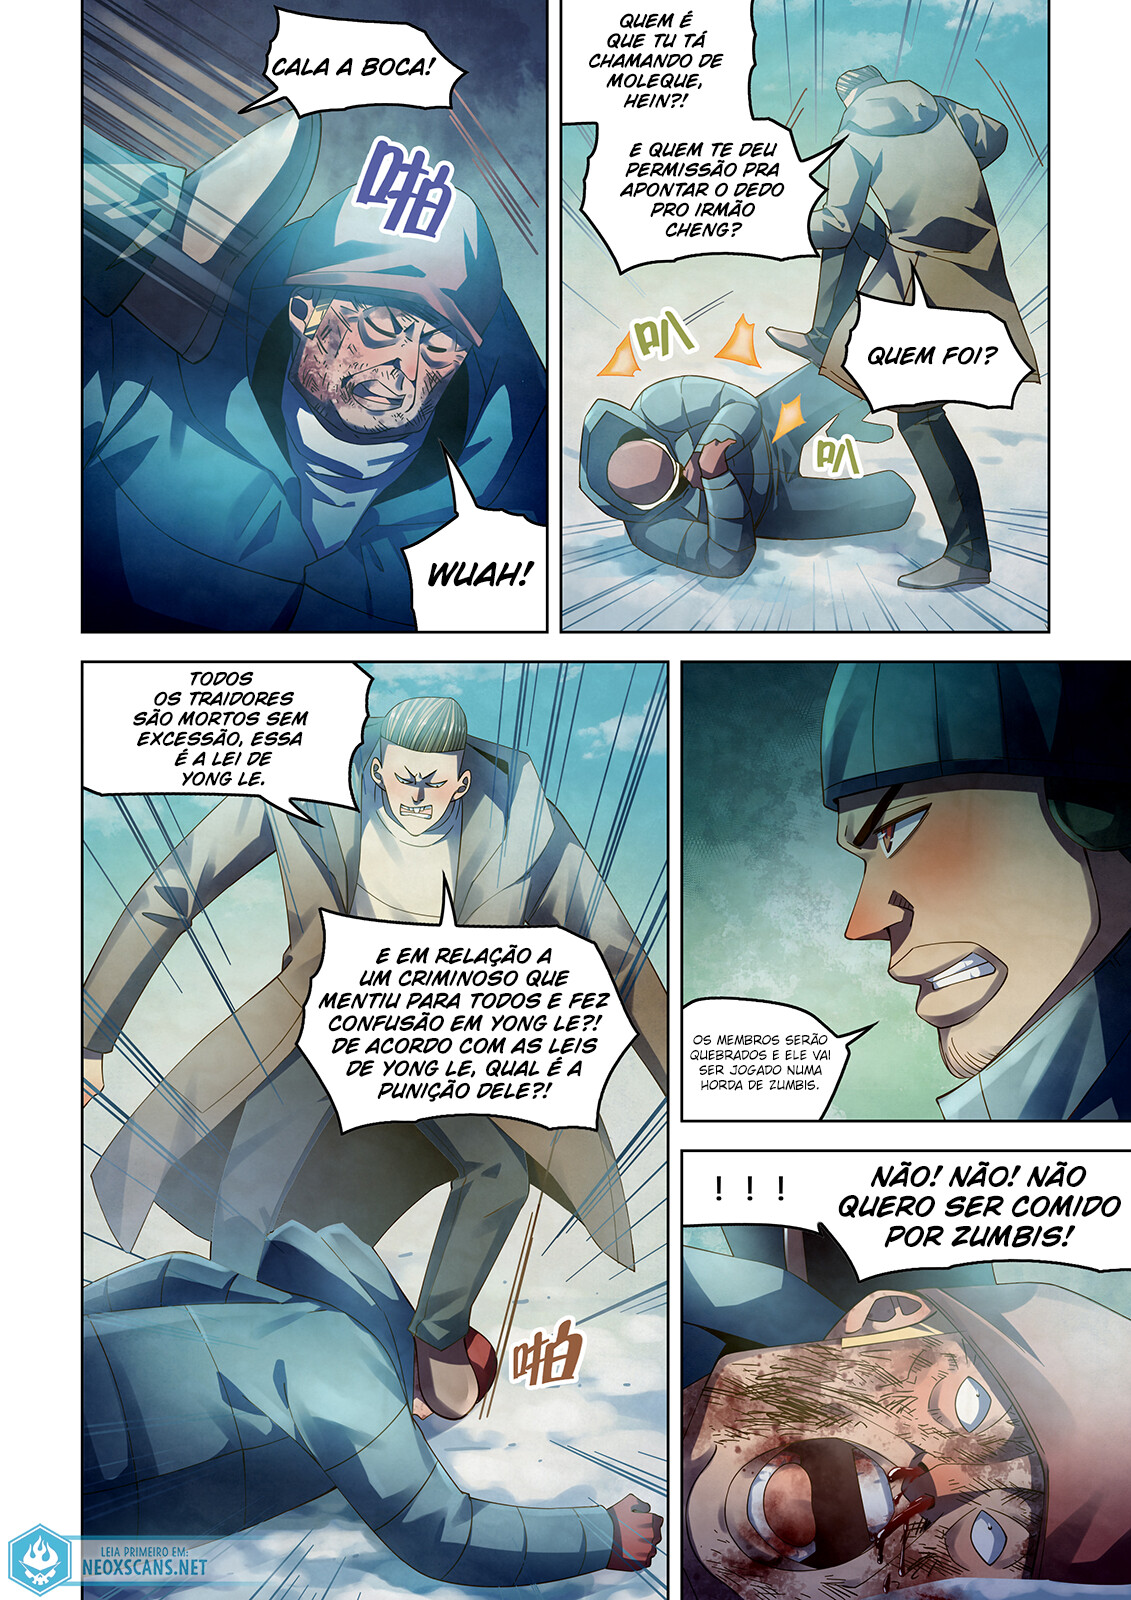 CALA A BOCA!
啪
WUAH!
QUEM É
QUE TU TÁ
CHAMANDO DE
MOLEQUE,
HEIN?!
E QUEM TE DEU
PERMISSÃO PRA
APONTAR O DEDO
PRO IRMÃO
CHENG?
叭
QUEM FOI?
叭
TODOS
OS TRAIDORES
SÃO MORTOS SEM
EXCESSÃO, ESSA
É A LEI DE
YONG LE.
E EM RELAÇÃO A
UM CRIMINOSO QUE
MENTIU PARA TODOS E FEZ
CONFUSÃO EM YONG LE?!
DE ACORDO COM AS LEIS
DE YONG LE, QUAL É A
PUNIÇÃO DELE?!
啪
OS MEMBROS SERÃO
QUEBRADOS E ELE VAI
SER JOGADO NUMA
HORDA DE ZUMBIS.
! ! !
NÃO! NÃO! NÃO
QUERO SER COMIDO
POR ZUMBIS!
LEIA PRIMEIRO EM:
NEOXSCANS.NET